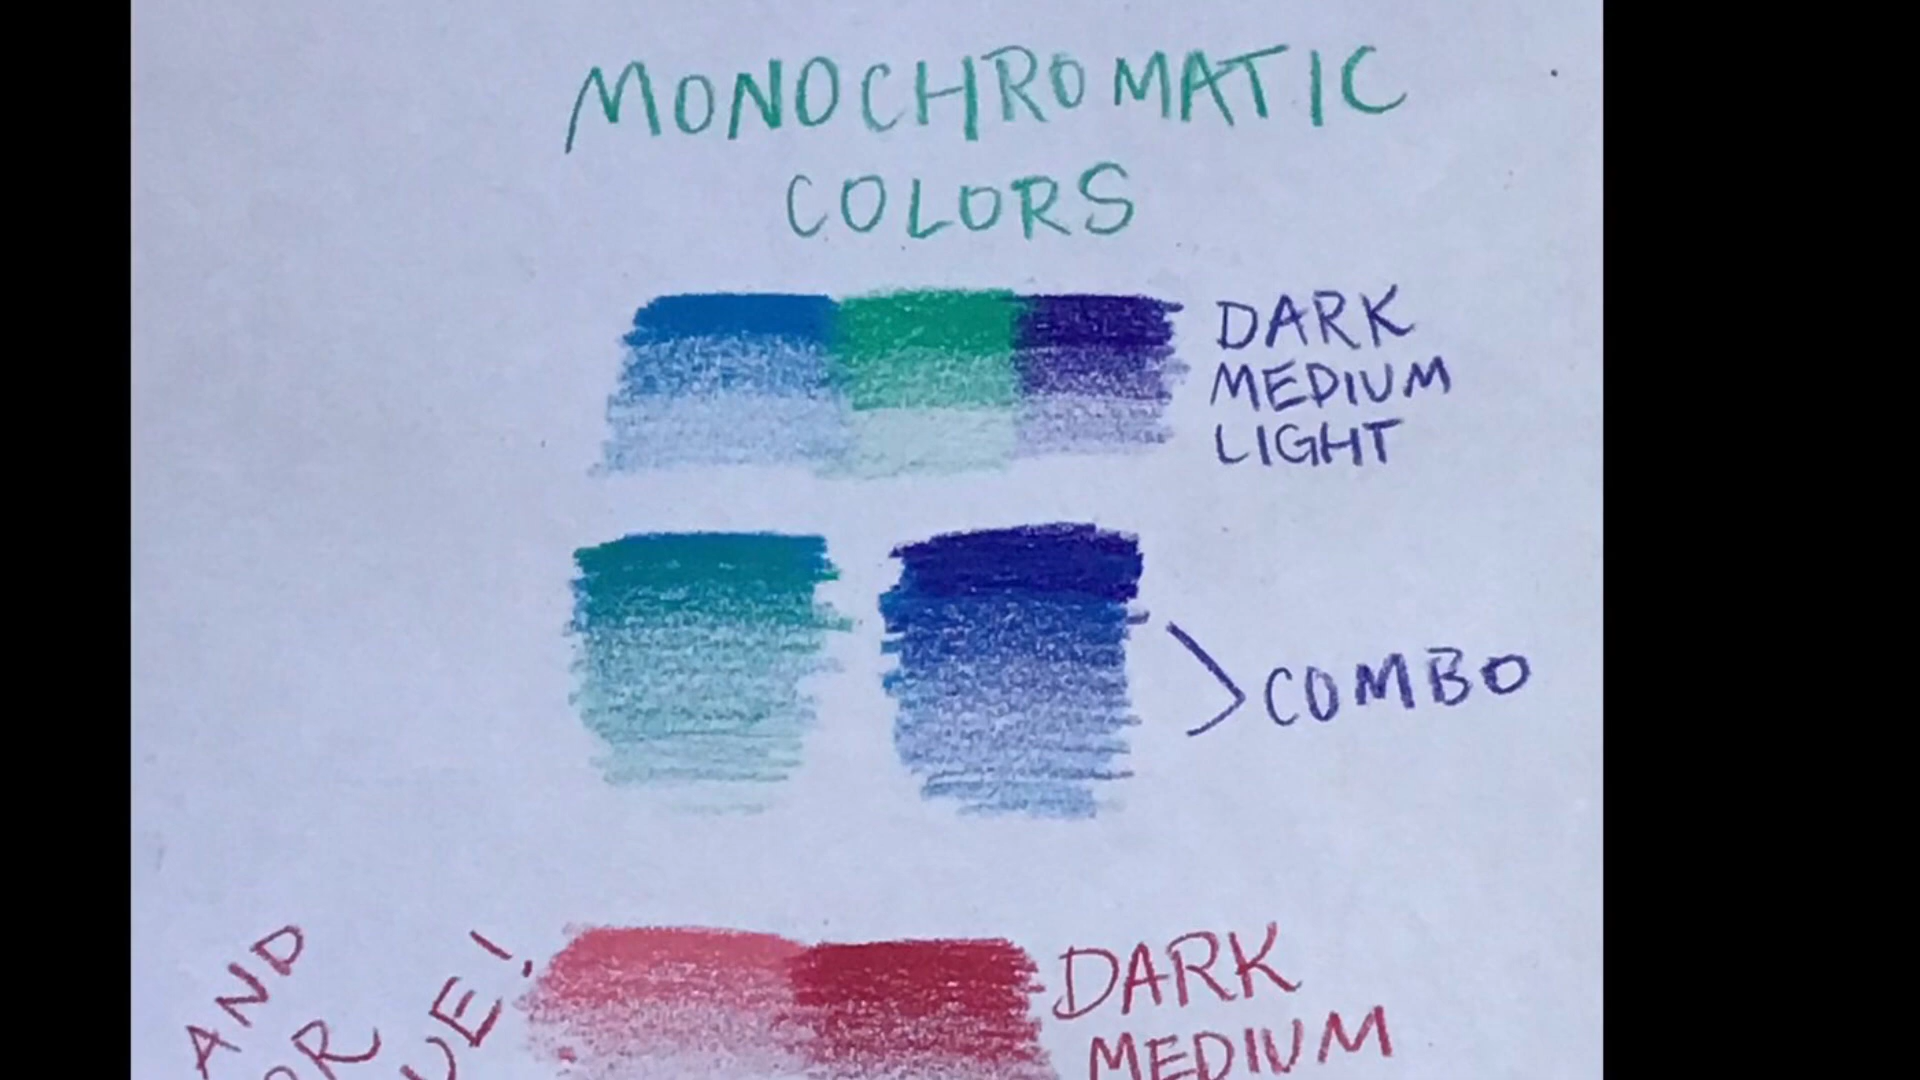 MONOCHROMATIC
COLORS
DARK
MEDIUM
LIGHT
COMBO
AND
DARK
MEDIUM